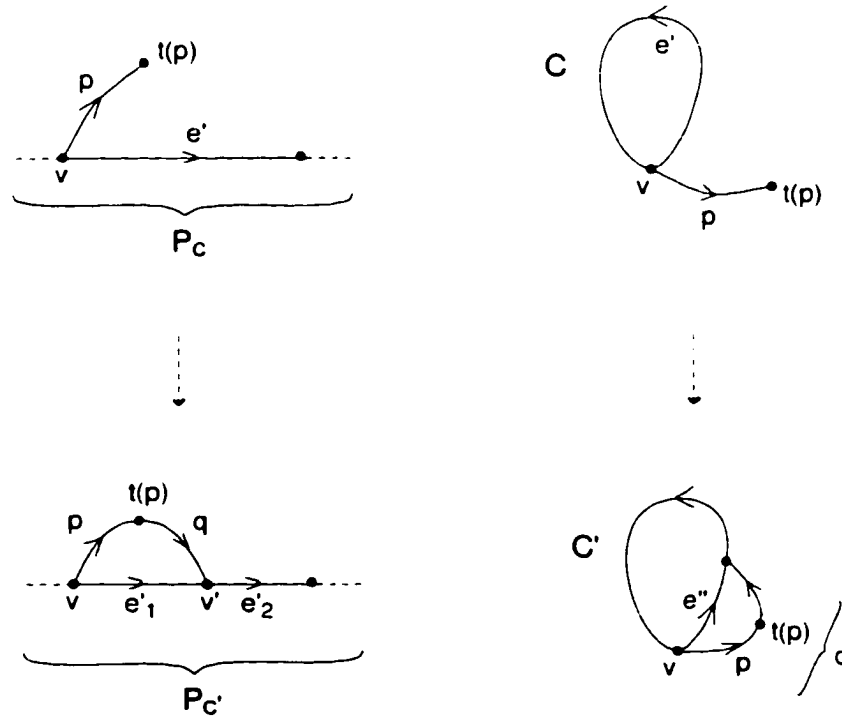 t(p)
p
e'
v
P_C
C
e'
v
t(p)
p
t(p)
p
q
v
e'_1
v'
e'_2
P_C'
C'
e''
t(p)
v
p